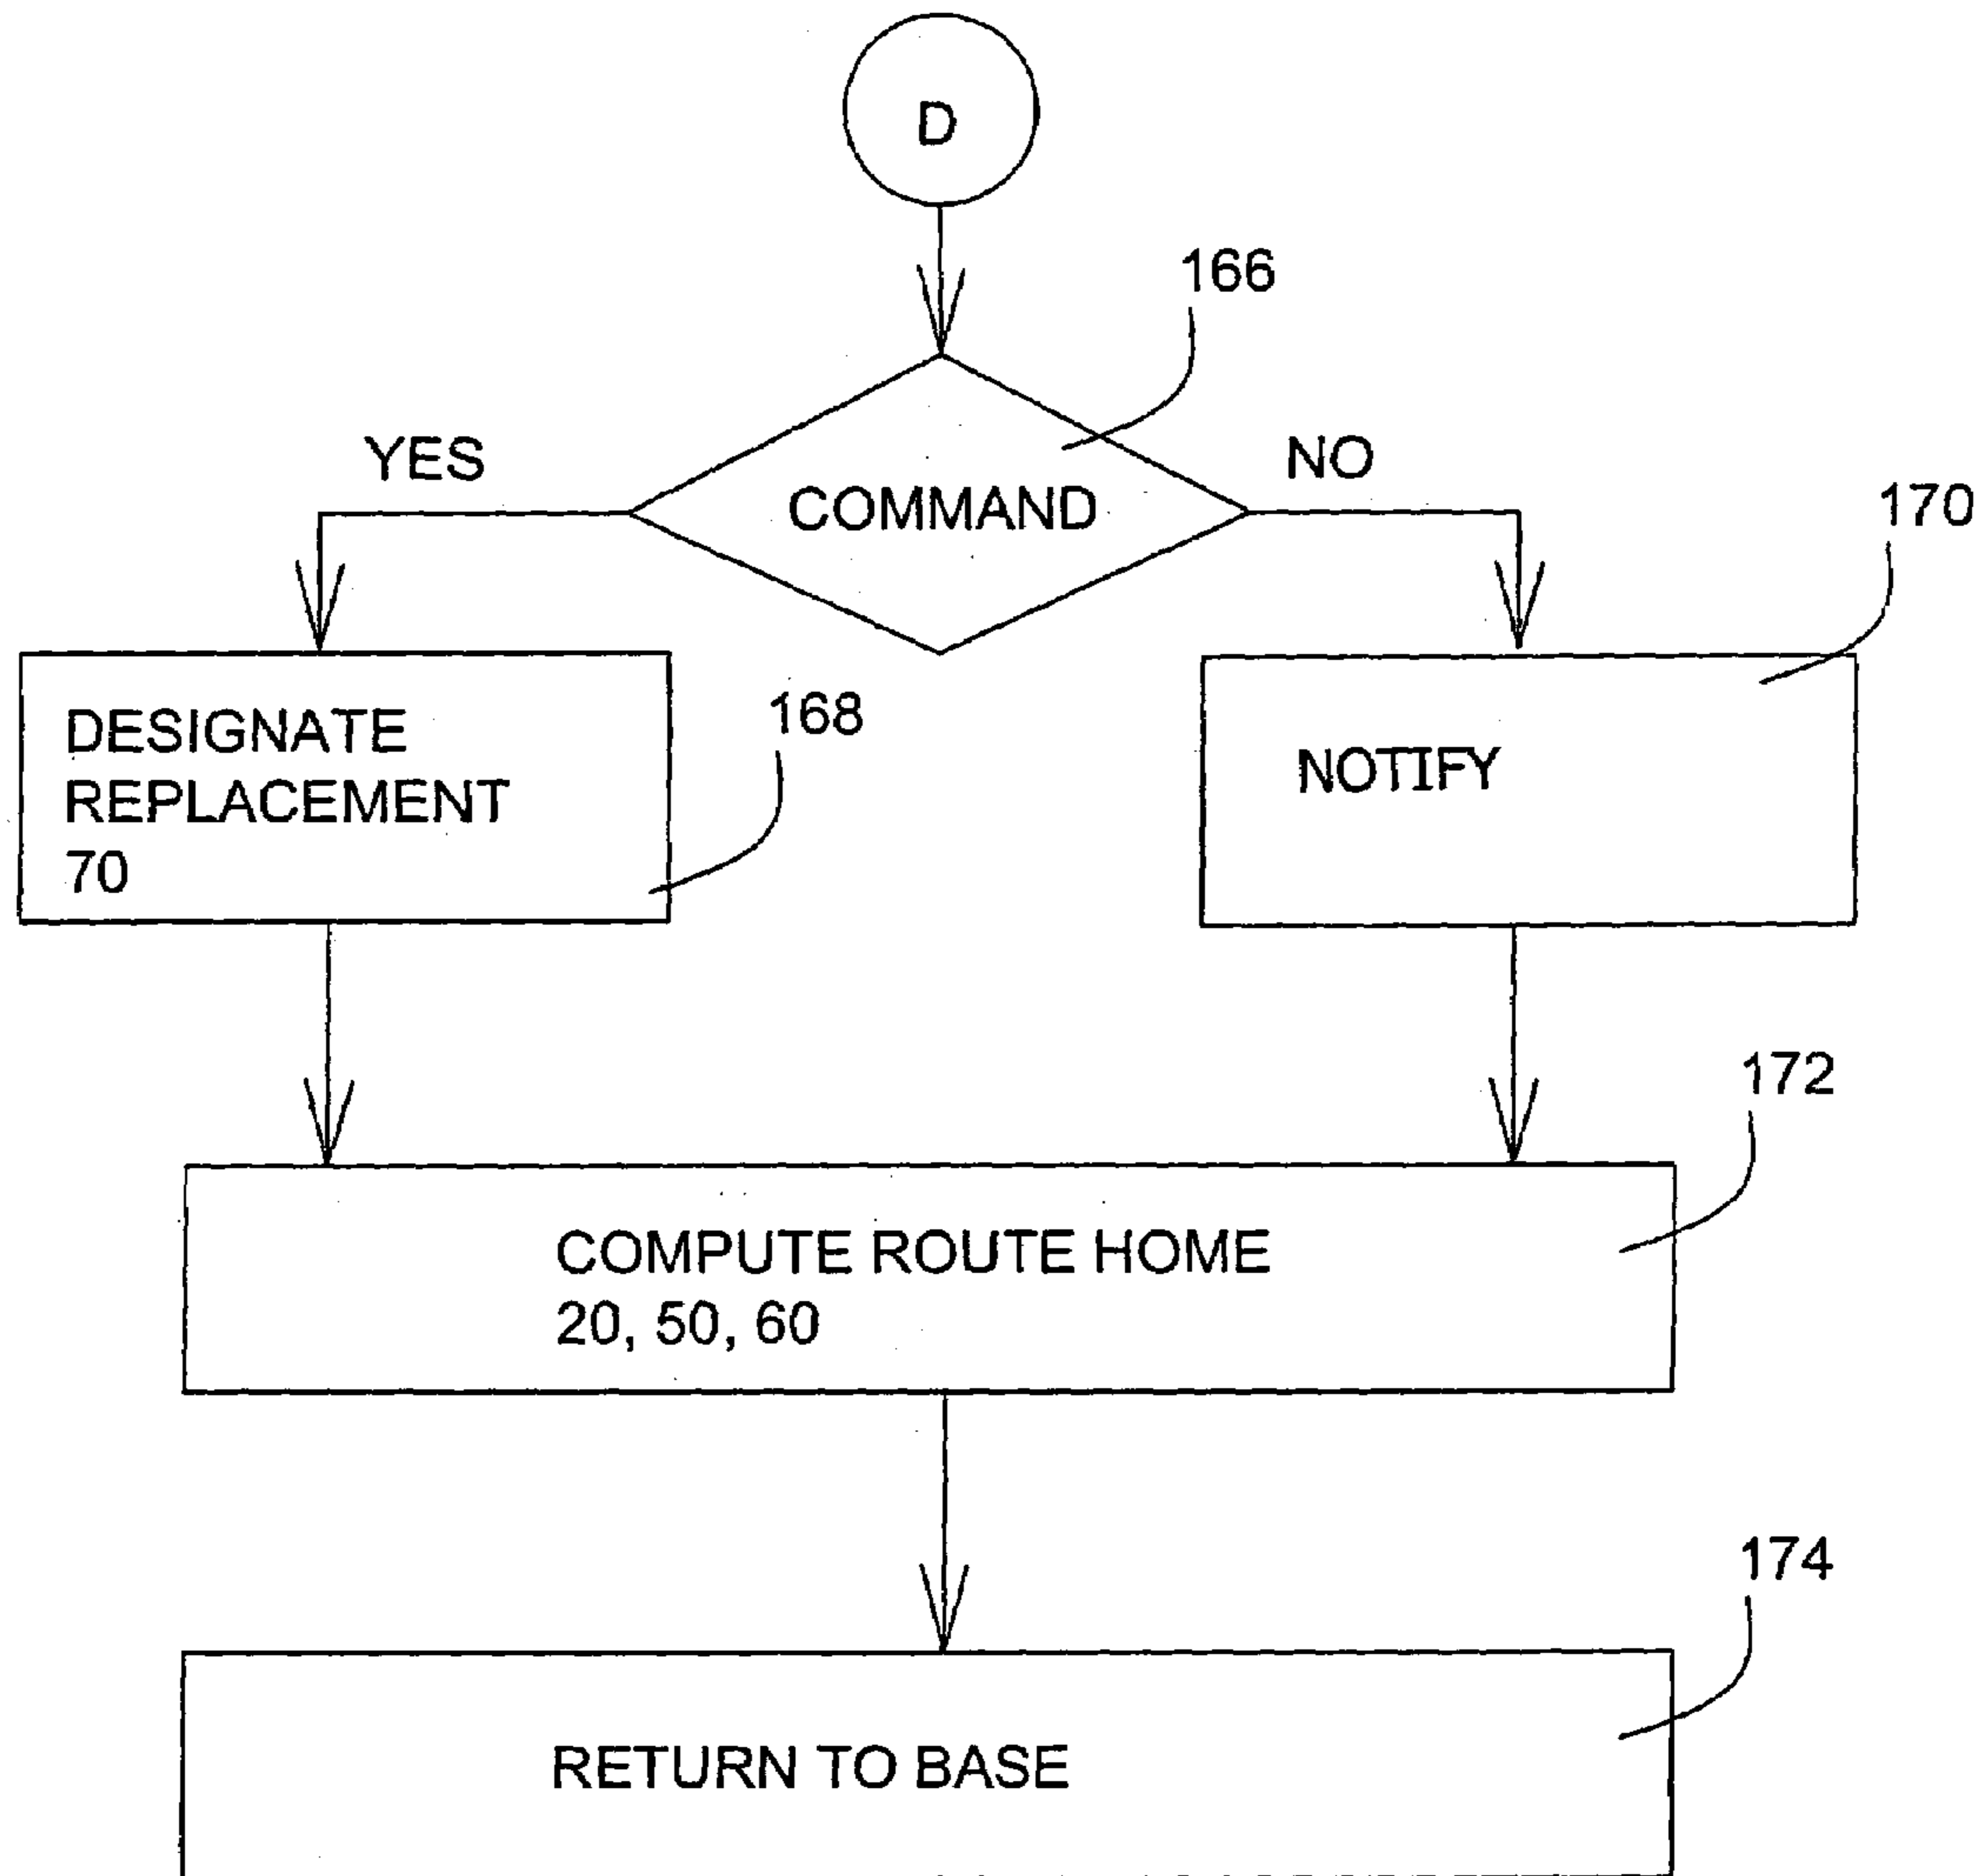 D
166
YES
COMMAND
NO
170
DESIGNATE
REPLACEMENT
70
168
NOTIFY
172
COMPUTE ROUTE HOME
20, 50, 60
174
RETURN TO BASE